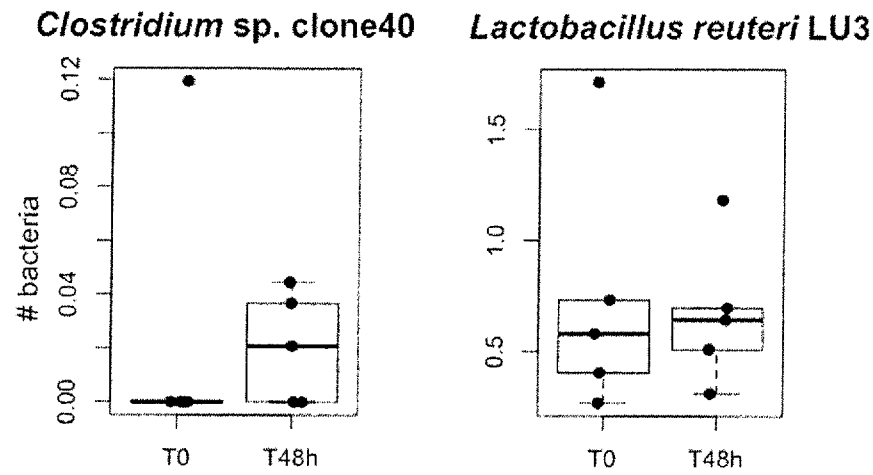 Clostridium sp. clone40
Lactobacillus reuteri LU3
# bacteria
0.12
0.08
0.04
0.00
T0
T48h
1.5
1.0
0.5
T0
T48h